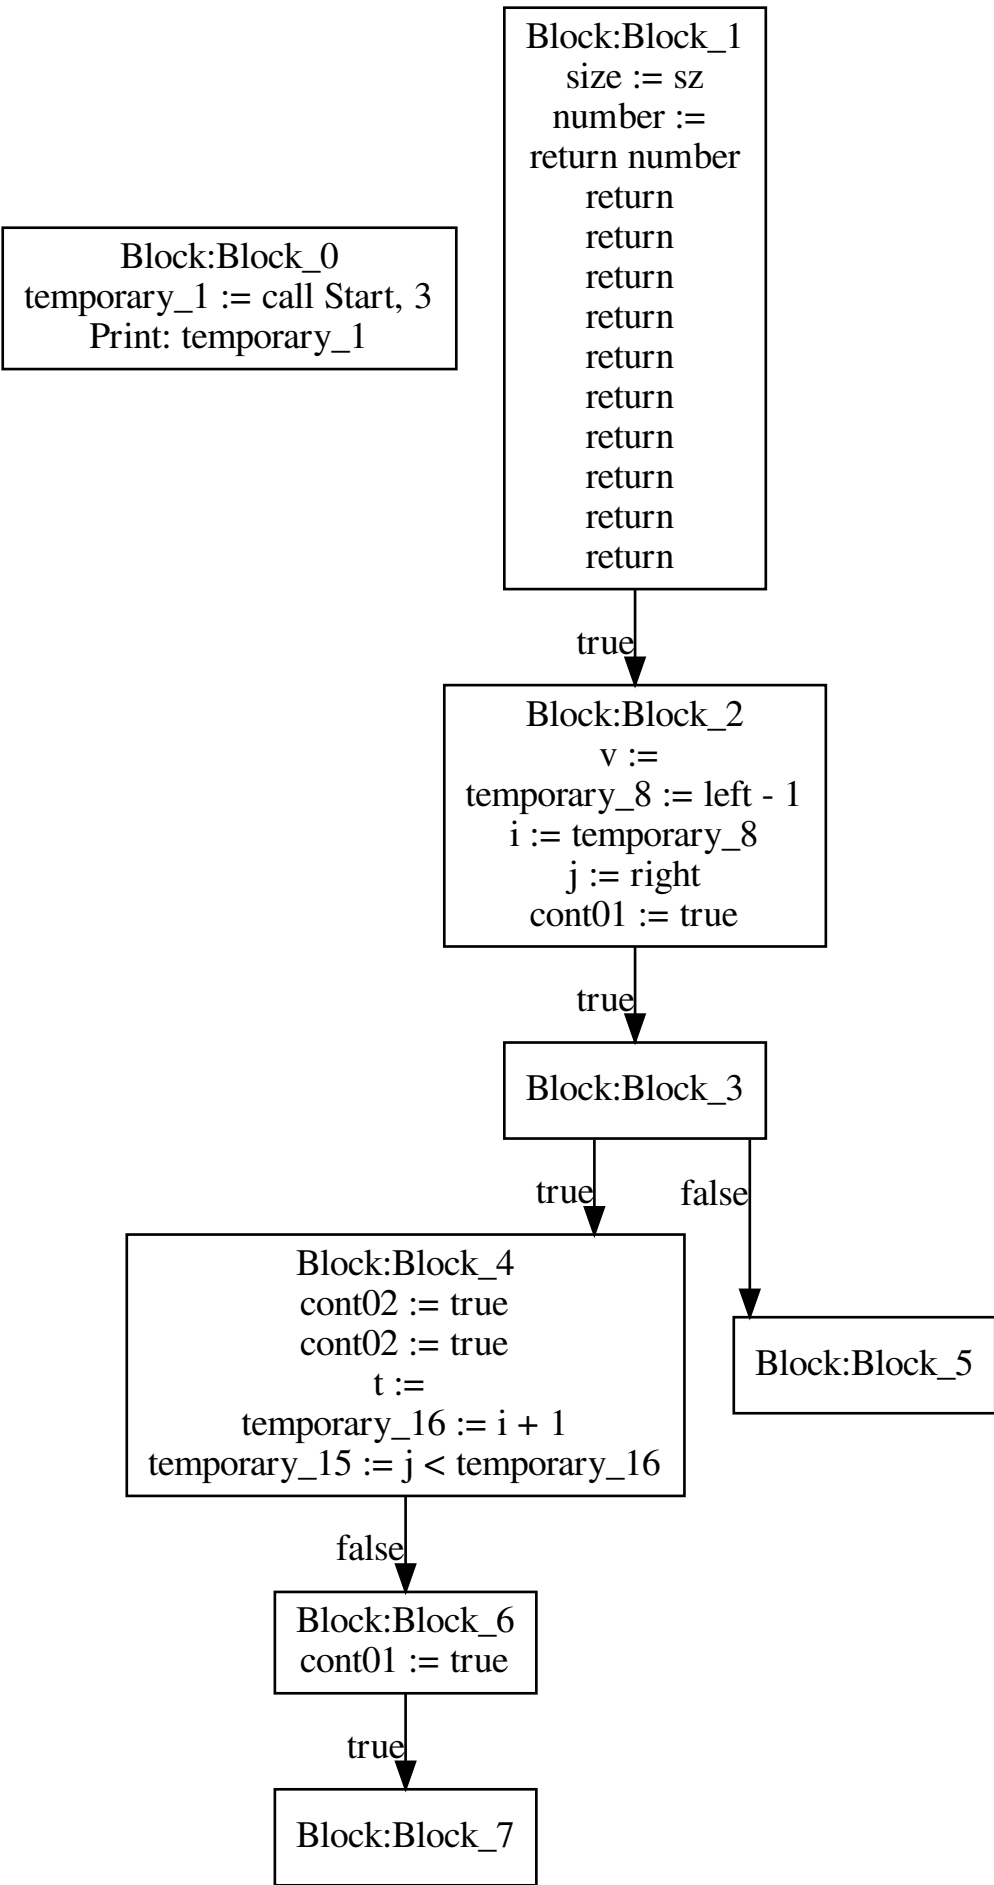 Block:Block_0
temporary_1 := call Start, 3
Print: temporary_1
Block:Block_1
size := sz
number :=
return number
return
return
return
return
return
return
return
return
return
return
true
Block:Block_2
v :=
temporary_8 := left - 1
i := temporary_8
j := right
cont01 := true
true
Block:Block_3
true
false
Block:Block_4
cont02 := true
cont02 := true
t :=
temporary_16 := i + 1
temporary_15 := j < temporary_16
Block:Block_5
false
Block:Block_6
cont01 := true
true
Block:Block_7